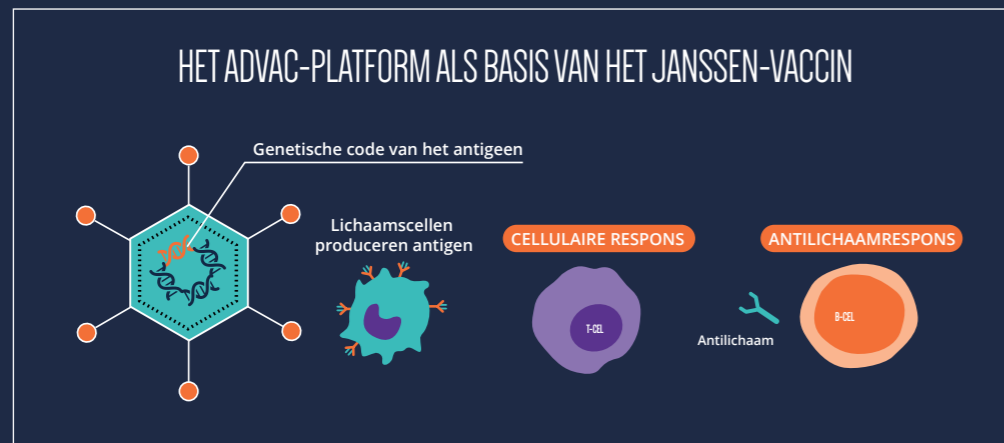 HET ADVAC-PLATFORM ALS BASIS VAN HET JANSSEN-VACCIN
Genetische code van het antigeen
Lichaamscellen
produceren antigen
CELLULAIRE RESPONS
ANTILICHAAMRESPONS
T-CEL
B-CEL
Antilichaam